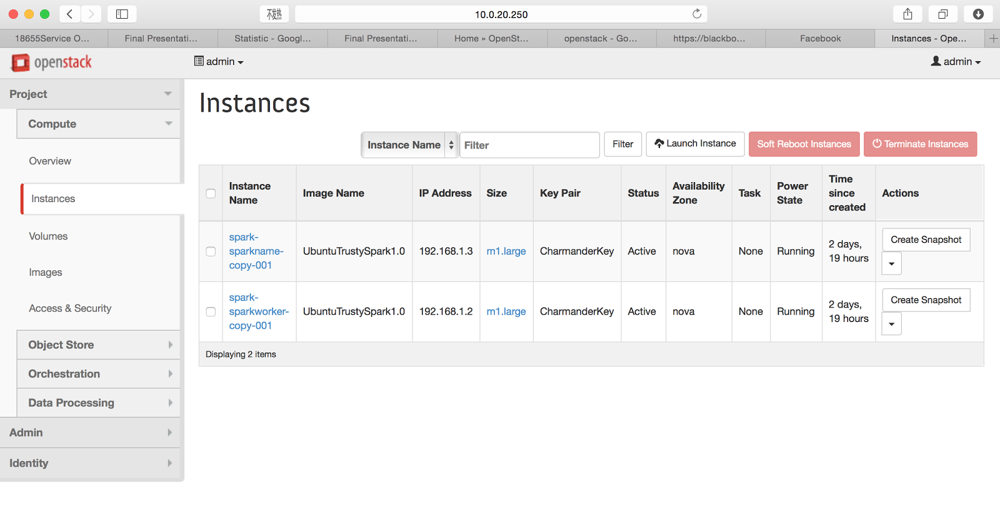 不发热
10.0.20.250
18655Service O...
Final Presentati...
Statistic - Googl...
Final Presentati...
Home » OpenSt...
openstack - Go...
https://blackbo...
Facebook
Instances - Ope...
openstack
admin
admin
Project
Compute
Overview
Instances
Volumes
Images
Access & Security
Object Store
Orchestration
Data Processing
Admin
Identity
Instances
Instance Name
Filter
Filter
Launch Instance
Soft Reboot Instances
Terminate Instances
Instance Name
Image Name
IP Address
Size
Key Pair
Status
Availability Zone
Task
Power State
Time since created
Actions
spark-sparkname-copy-001
UbuntuTrustySpark1.0
192.168.1.3
m1.large
CharmanderKey
Active
nova
None
Running
2 days, 19 hours
Create Snapshot
spark-sparkworker-copy-001
UbuntuTrustySpark1.0
192.168.1.2
m1.large
CharmanderKey
Active
nova
None
Running
2 days, 19 hours
Create Snapshot
Displaying 2 items